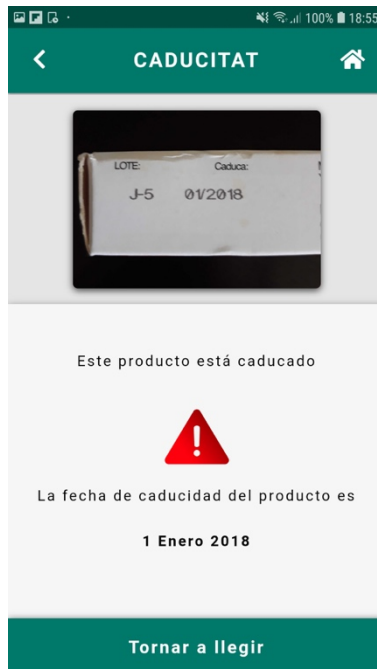 100% 18:55
CADUCITAT
LOTE: Caduca:
J-5 01/2018
Este producto está caducado
La fecha de caducidad del producto es
1 Enero 2018
Tornar a llegir